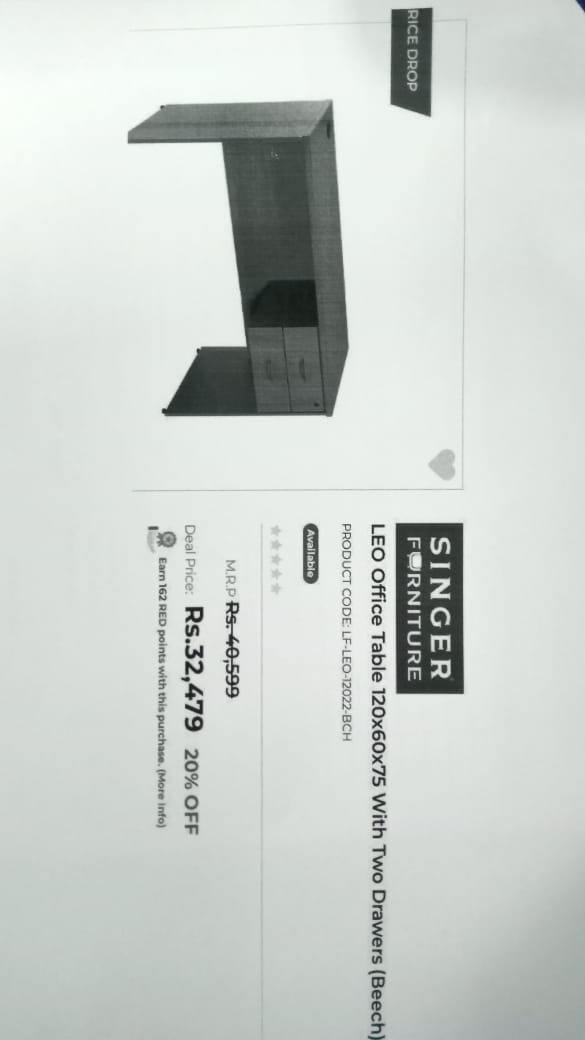 RICE DROP
SINGER
FURNITURE
LEO Office Table 120x60x75 With Two Drawers (Beech)
PRODUCT CODE: LF-LEO-12022-BCH
Available
M.R.P Rs. 40,599
Deal Price: Rs.32,479 20% OFF
Earn 162 RED points with this purchase. (More Info)